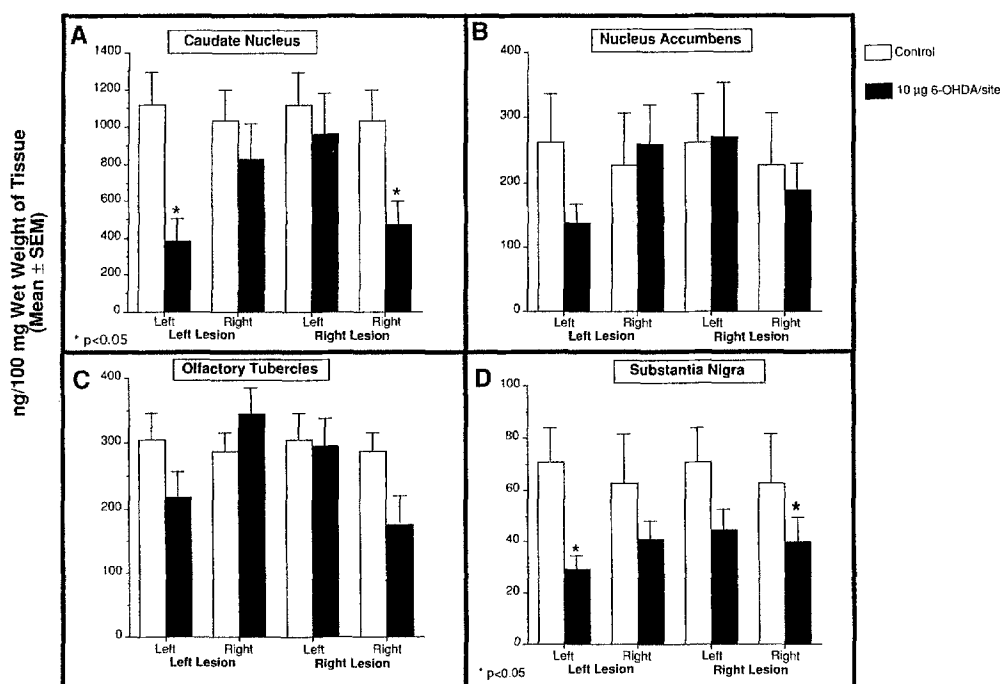 A
Caudate Nucleus
1400
1200
1000
800
600
400
200
0
*
*
Left Right Left Right
Left Lesion Right Lesion
* p<0.05
B
Nucleus Accumbens
400
300
200
100
0
Left Right Left Right
Left Lesion Right Lesion
Control
10 µg 6-OHDA/site
ng/100 mg Wet Weight of Tissue
(Mean ± SEM)
C
Olfactory Tubercles
400
300
200
100
0
Left Right Left Right
Left Lesion Right Lesion
D
Substantia Nigra
100
80
60
40
20
0
*
*
Left Right Left Right
Left Lesion Right Lesion
* p<0.05